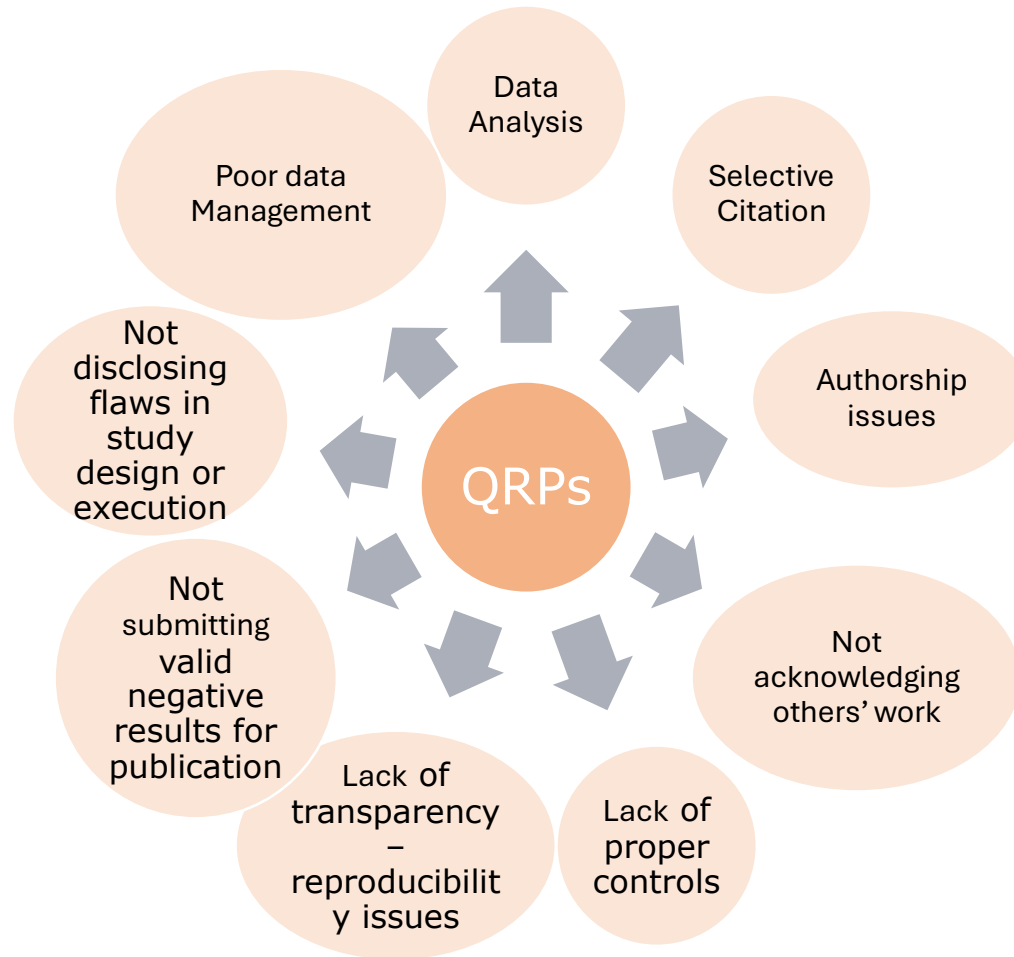 Data
Analysis
Selective
Citation
Authorship
issues
Not
acknowledging
others’ work
Lack of
proper
controls
Lack of
transparency
–
reproducibilit
y issues
Not
submitting
valid
negative
results for
publication
Not
disclosing
flaws in
study
design or
execution
Poor data
Management
QRPs